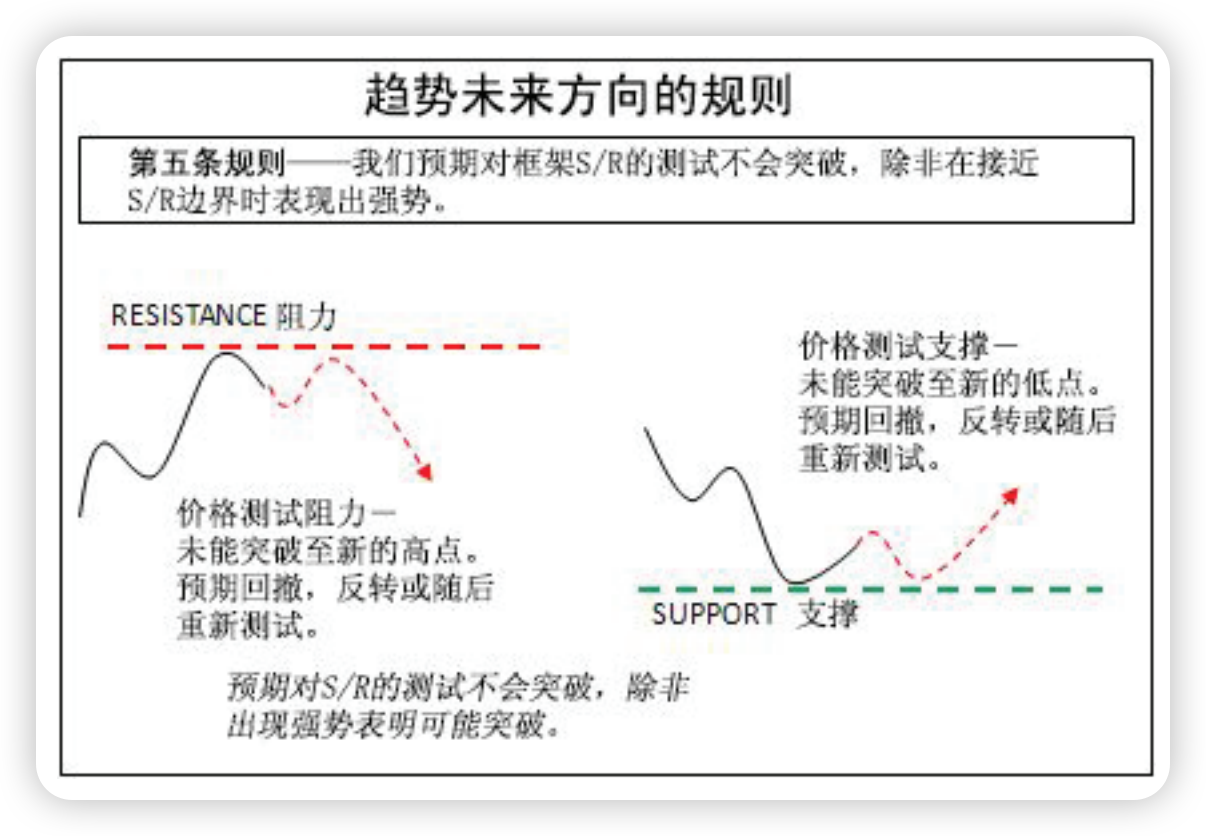 趋势未来方向的规则
第五条规则——我们预期对框架S/R的测试不会突破，除非在接近
S/R边界时表现出强势。
RESISTANCE 阻力
价格测试阻力—
未能突破至新的高点。
预期回撤，反转或随后
重新测试。
价格测试支撑—
未能突破至新的低点。
预期回撤，反转或随后
重新测试。
SUPPORT 支撑
预期对S/R的测试不会突破，除非
出现强势表明可能突破。